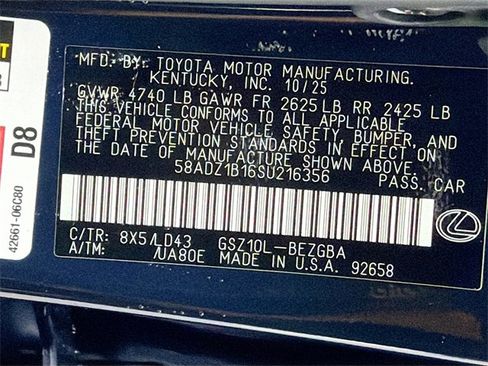 MFD. BY: TOYOTA MOTOR MANUFACTURING.
KENTUCKY, INC. 10/25
GVWR 4740 LB GAWR FR 2625 LB RR 2425 LB
THIS VEHICLE CONFORMS TO ALL APPLICABLE
FEDERAL MOTOR VEHICLE SAFETY, BUMPER, AND
THEFT PREVENTION STANDARDS IN EFFECT ON
THE DATE OF MANUFACTURE SHOWN ABOVE.
58ADZ1B16SU216356 PASS. CAR
C/TR: 8X5/LD43 GSZ10L-BEZGBA
A/TM: /UA80E MADE IN U.S.A. 92658
D8
42661-06C80